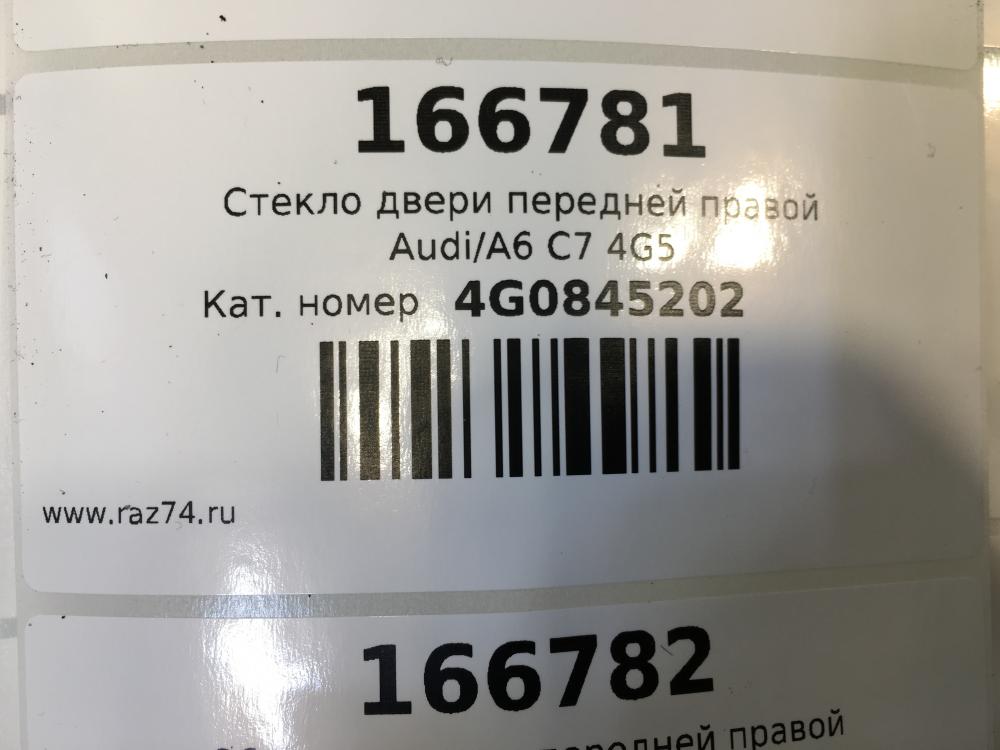 166781
Стекло двери передней правой
Audi/A6 C7 4G5
Кат. номер 4G0845202
www.raz74.ru
166782
передней правой